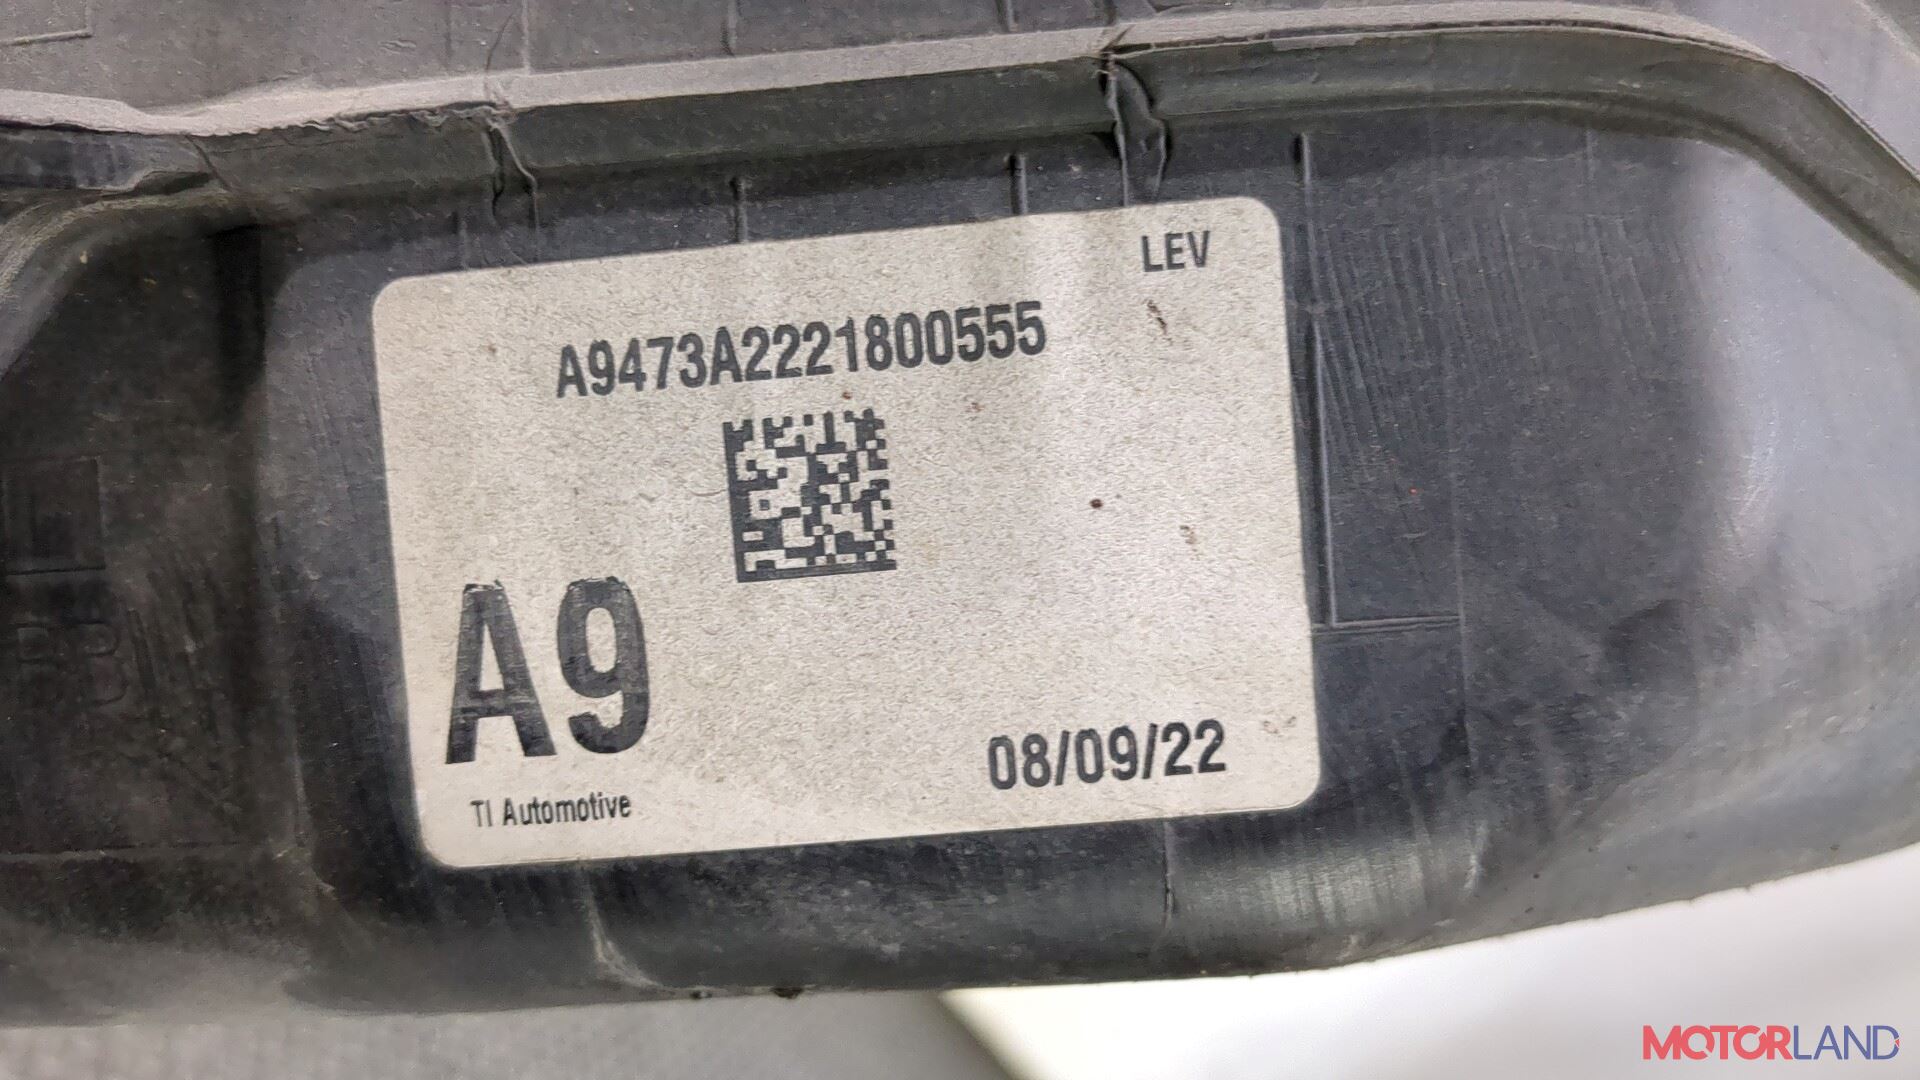 LEV
A9473A2221800555
A9
08/09/22
TI Automotive
MOTORLAND